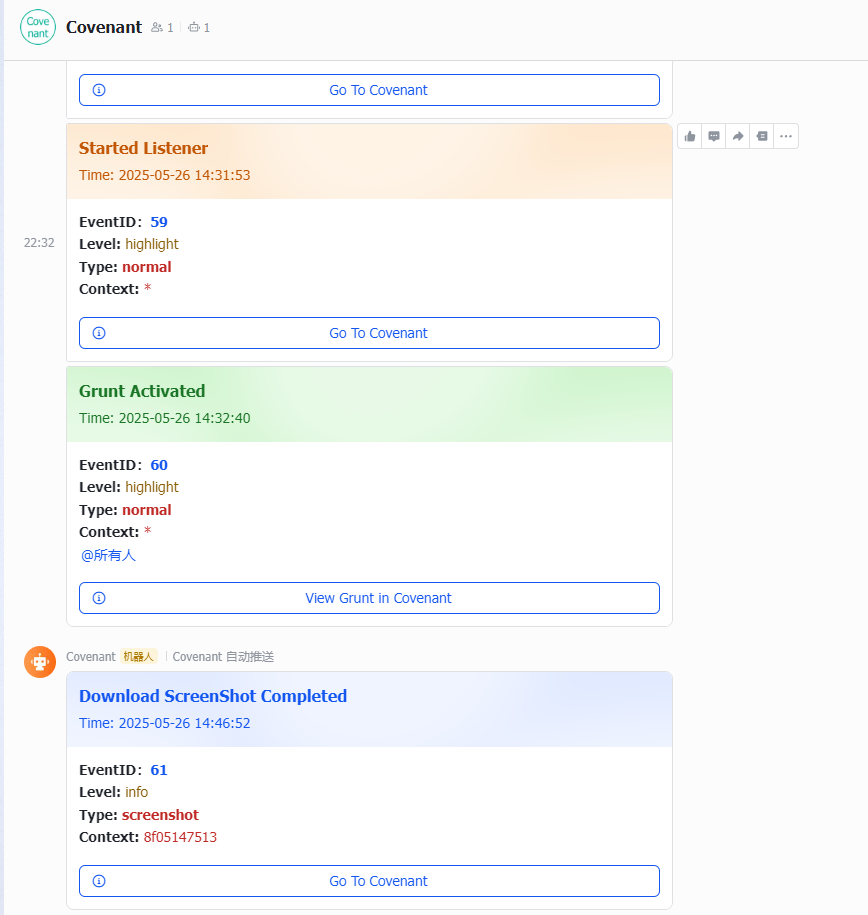 Cove
nant
Covenant 1 1
Go To Covenant
Started Listener
Time: 2025-05-26 14:31:53
22:32
EventID: 59
Level: highlight
Type: normal
Context: *
Go To Covenant
Grunt Activated
Time: 2025-05-26 14:32:40
EventID: 60
Level: highlight
Type: normal
Context: *
@所有人
View Grunt in Covenant
Covenant 机器人 Covenant 自动推送
Download ScreenShot Completed
Time: 2025-05-26 14:46:52
EventID: 61
Level: info
Type: screenshot
Context: 8f05147513
Go To Covenant